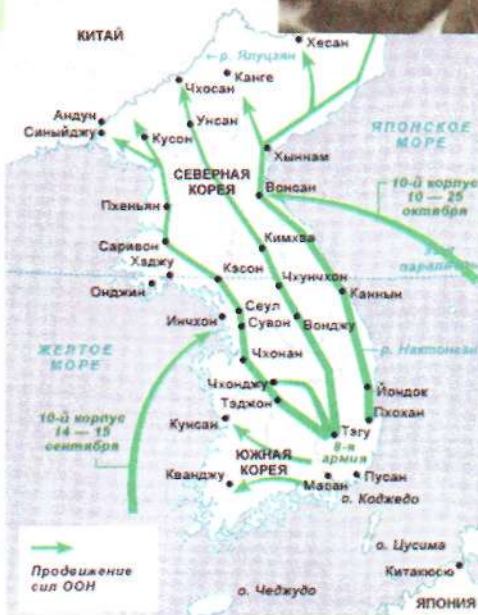 КИТАЙ
Хесан
р. Ялуцзян
Канге
Чхосан
Андун
Синыйджу
Унсан
Кусон
ЯПОНСКОЕ
МОРЕ
Хыннам
СЕВЕРНАЯ
КОРЕЯ
Вонсан
10-й корпус
10 — 25
октября
Пхеньян
Саривон
Кимхва
Хаджу
Кэсон
Чхунчхон
Онджин
Каннын
Сеул
Инчхон
Сувон
Вонджу
ЖЕЛТОЕ
МОРЕ
Чхонан
р. Нактонган
Чхонджу
Тэджон
Йондок
10-й корпус
14 — 15
сентября
Кунсан
Пхохан
Тэгу
8-я
армия
ЮЖНАЯ
КОРЕЯ
Кванджу
Масан
Пусан
о. Коджедо
о. Цусима
Продвижение
сил ООН
Китакюсю
о. Чеджудо
ЯПОНИЯ